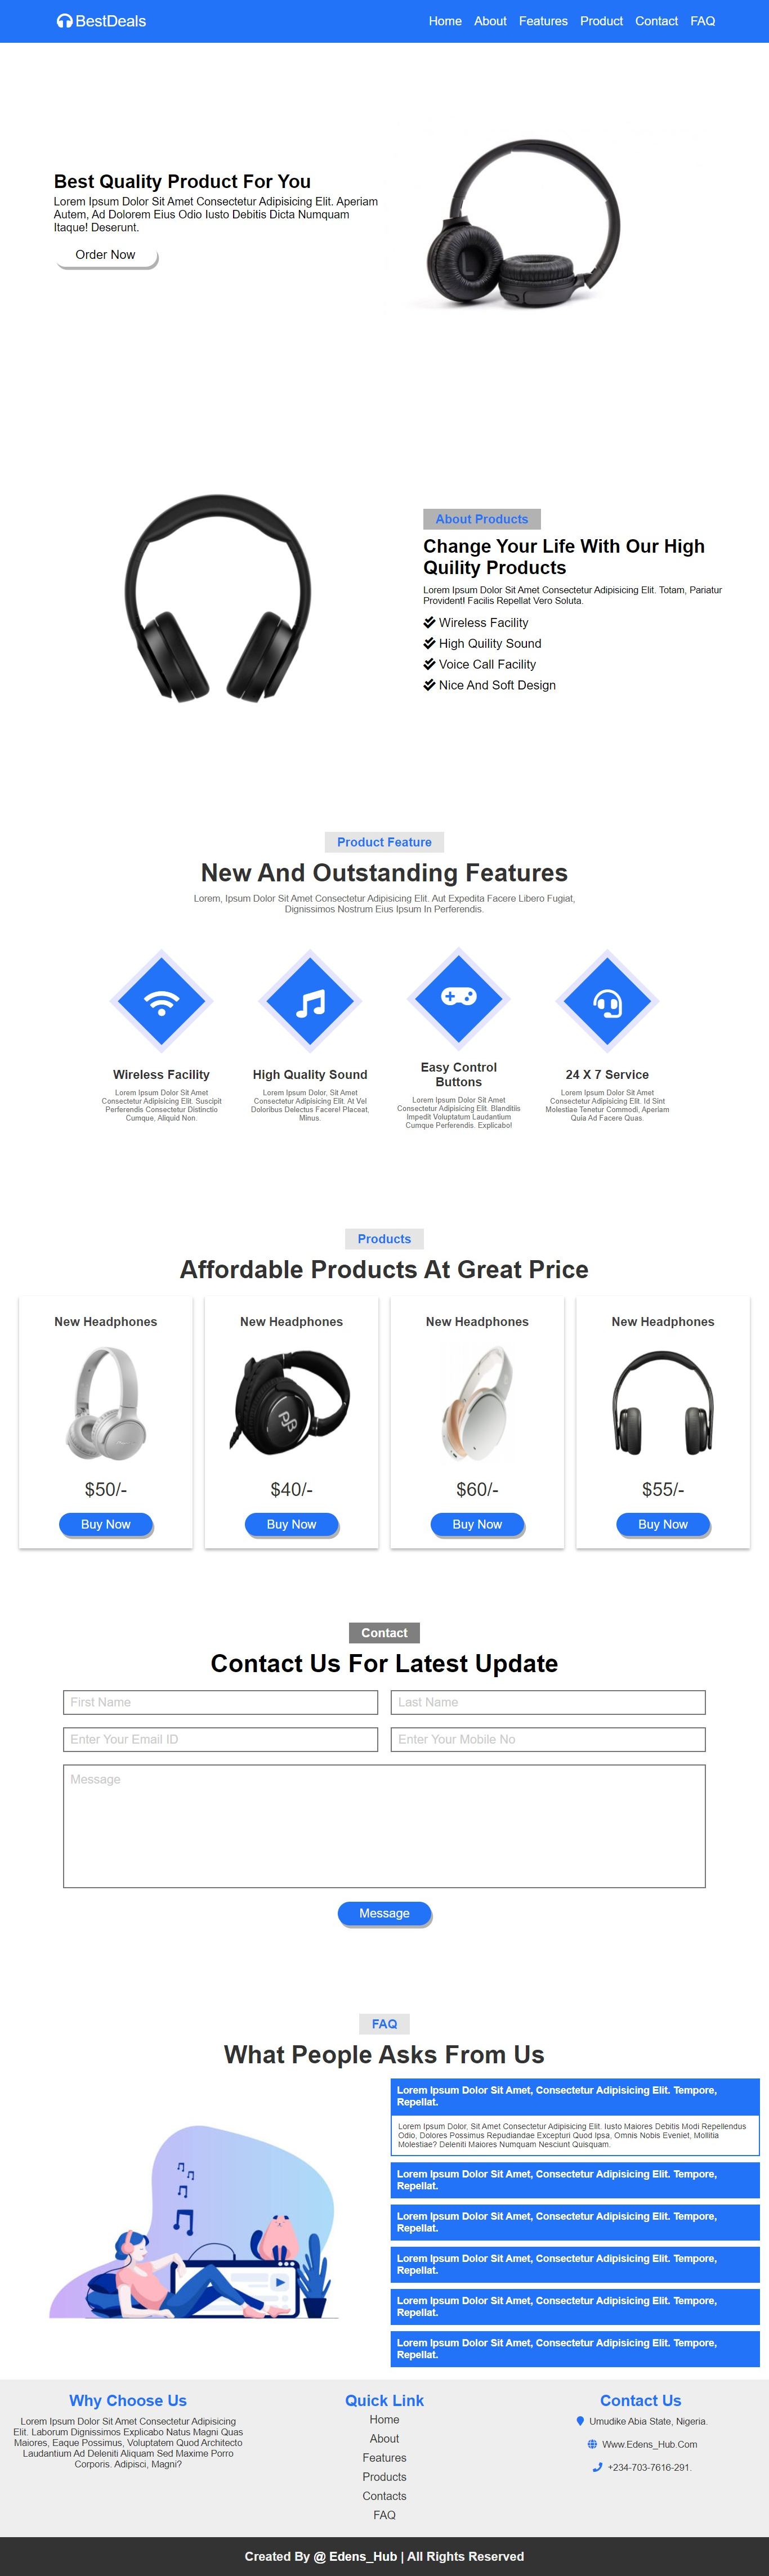 BestDeals
Home About Features Product Contact FAQ
Best Quality Product For You
Lorem Ipsum Dolor Sit Amet Consectetur Adipisicing Elit. Aperiam
Autem, Ad Dolorem Eius Odio Iusto Debitis Dicta Numquam
Itaque! Deserunt.
Order Now
About Products
Change Your Life With Our High
Quility Products
Lorem Ipsum Dolor Sit Amet Consectetur Adipisicing Elit. Totam, Pariatur
Provident! Facilis Repellat Vero Soluta.
Wireless Facility
High Quility Sound
Voice Call Facility
Nice And Soft Design
Product Feature
New And Outstanding Features
Lorem, Ipsum Dolor Sit Amet Consectetur Adipisicing Elit. Aut Expedita Facere Libero Fugiat,
Dignissimos Nostrum Eius Ipsum In Perferendis.
Wireless Facility
Lorem Ipsum Dolor Sit Amet
Consectetur Adipisicing Elit. Suscipit
Perferendis Consectetur Distinctio
Cumque, Aliquid Non.
High Quality Sound
Lorem Ipsum Dolor, Sit Amet
Consectetur Adipisicing Elit. At Vel
Doloribus Delectus Facere! Placeat,
Minus.
Easy Control
Buttons
Lorem Ipsum Dolor Sit Amet
Consectetur Adipisicing Elit. Blanditiis
Impedit Voluptatum Laudantium
Cumque Perferendis. Explicabo!
24 X 7 Service
Lorem Ipsum Dolor Sit Amet
Consectetur Adipisicing Elit. Id Sint
Molestiae Tenetur Commodi, Aperiam
Quia Ad Facere Quas.
Products
Affordable Products At Great Price
New Headphones
$50/-
Buy Now
New Headphones
PJB
$40/-
Buy Now
New Headphones
$60/-
Buy Now
New Headphones
$55/-
Buy Now
Contact
Contact Us For Latest Update
First Name
Last Name
Enter Your Email ID
Enter Your Mobile No
Message
Message
FAQ
What People Asks From Us
Lorem Ipsum Dolor Sit Amet, Consectetur Adipisicing Elit. Tempore,
Repellat.
Lorem Ipsum Dolor, Sit Amet Consectetur Adipisicing Elit. Iusto Maiores Debitis Modi Repellendus
Odio, Dolores Possimus Repudiandae Excepturi Quod Ipsa, Omnis Nobis Eveniet, Mollitia
Molestiae? Deleniti Maiores Numquam Nesciunt Quisquam.
Lorem Ipsum Dolor Sit Amet, Consectetur Adipisicing Elit. Tempore,
Repellat.
Lorem Ipsum Dolor Sit Amet, Consectetur Adipisicing Elit. Tempore,
Repellat.
Lorem Ipsum Dolor Sit Amet, Consectetur Adipisicing Elit. Tempore,
Repellat.
Lorem Ipsum Dolor Sit Amet, Consectetur Adipisicing Elit. Tempore,
Repellat.
Lorem Ipsum Dolor Sit Amet, Consectetur Adipisicing Elit. Tempore,
Repellat.
Why Choose Us
Lorem Ipsum Dolor Sit Amet Consectetur Adipisicing
Elit. Laborum Dignissimos Explicabo Natus Magni Quas
Maiores, Eaque Possimus, Voluptatem Quod Architecto
Laudantium Ad Deleniti Aliquam Sed Maxime Porro
Corporis. Adipisci, Magni?
Quick Link
Home
About
Features
Products
Contacts
FAQ
Contact Us
Umudike Abia State, Nigeria.
Www.Edens_Hub.Com
+234-703-7616-291.
Created By @ Edens_Hub | All Rights Reserved